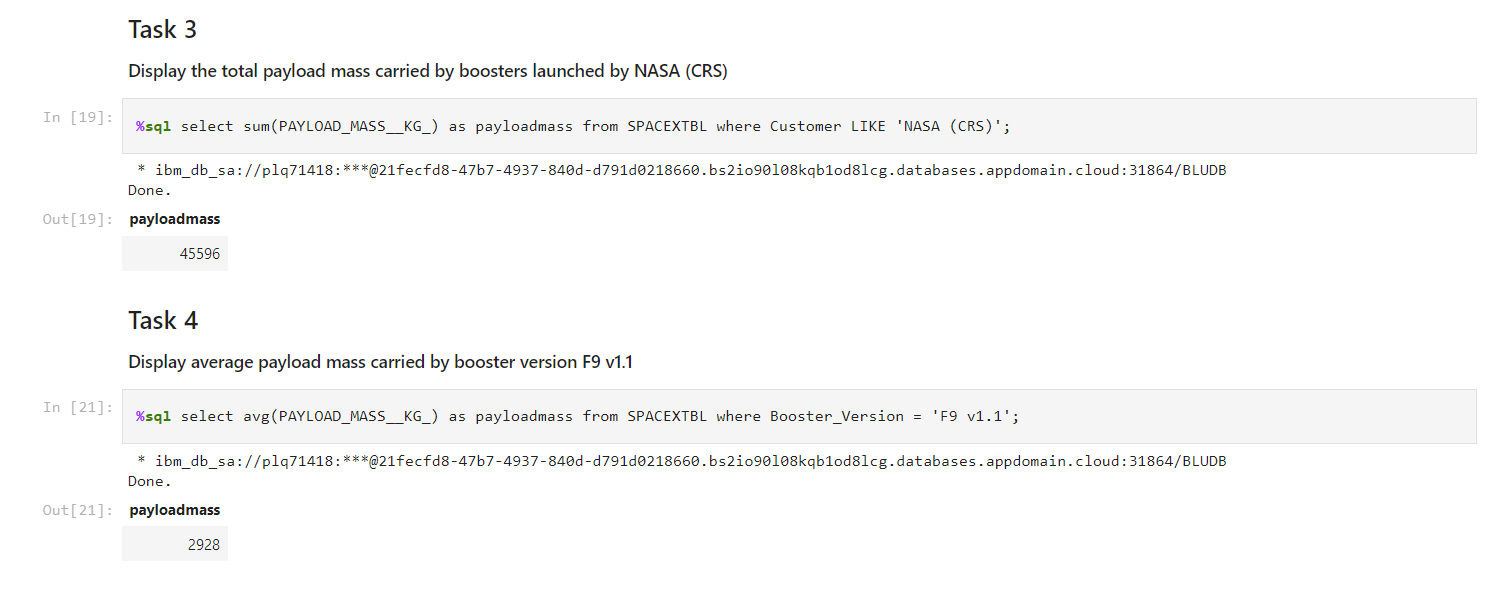 Task 3
Display the total payload mass carried by boosters launched by NASA (CRS)
In [19]: %sql select sum(PAYLOAD_MASS__KG_) as payloadmass from SPACEXTBL where Customer LIKE 'NASA (CRS)';
* ibm_db_sa://plq71418:***@21fecfd8-47b7-4937-840d-d791d0218660.bs2io90l08kqb1od8lcg.databases.appdomain.cloud:31864/BLUDB
Done.
Out[19]: payloadmass
45596
Task 4
Display average payload mass carried by booster version F9 v1.1
In [21]: %sql select avg(PAYLOAD_MASS__KG_) as payloadmass from SPACEXTBL where Booster_Version = 'F9 v1.1';
* ibm_db_sa://plq71418:***@21fecfd8-47b7-4937-840d-d791d0218660.bs2io90l08kqb1od8lcg.databases.appdomain.cloud:31864/BLUDB
Done.
Out[21]: payloadmass
2928